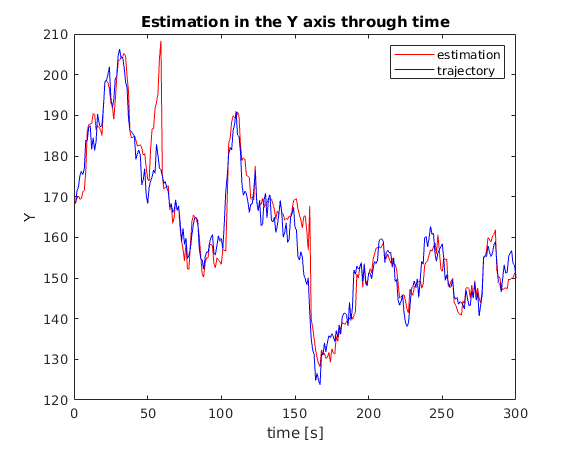 Estimation in the Y axis through time
estimation
trajectory
210
200
190
180
170
160
150
140
130
120
Y
0 50 100 150 200 250 300
time [s]